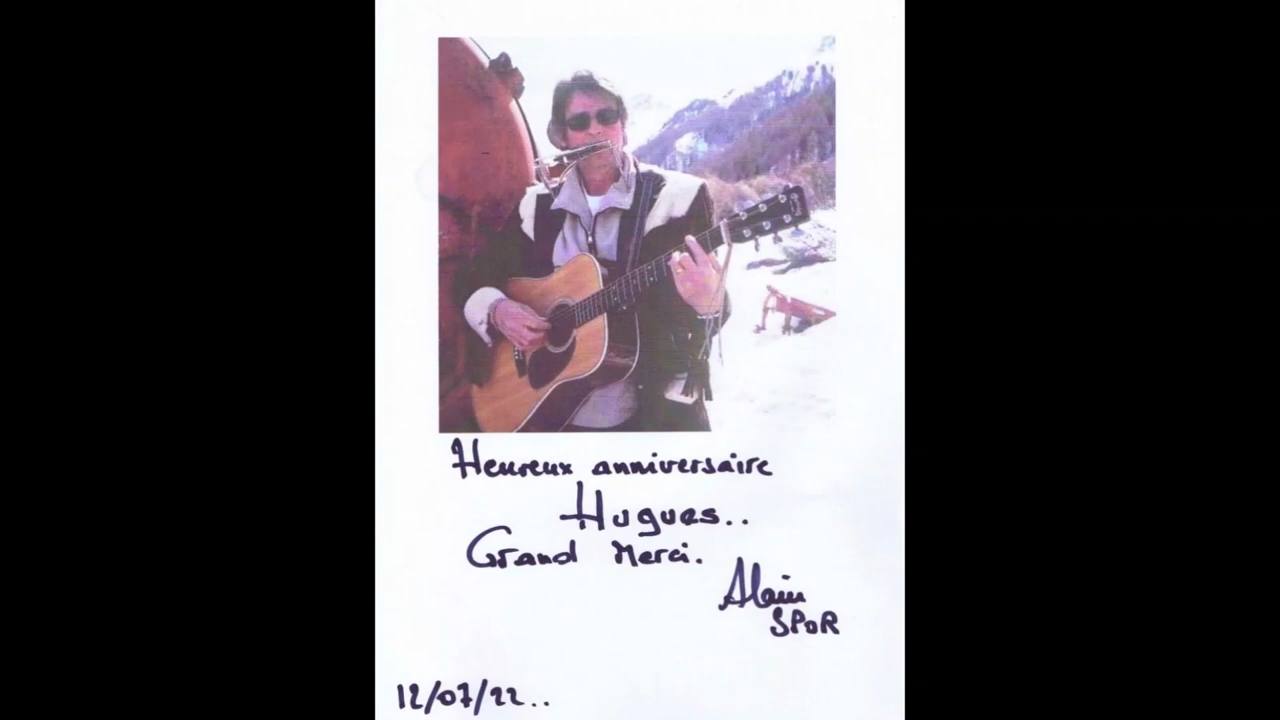 Heureux anniversaire
Hugues..
Grand Merci.
Alain
SPOR
12/07/22..